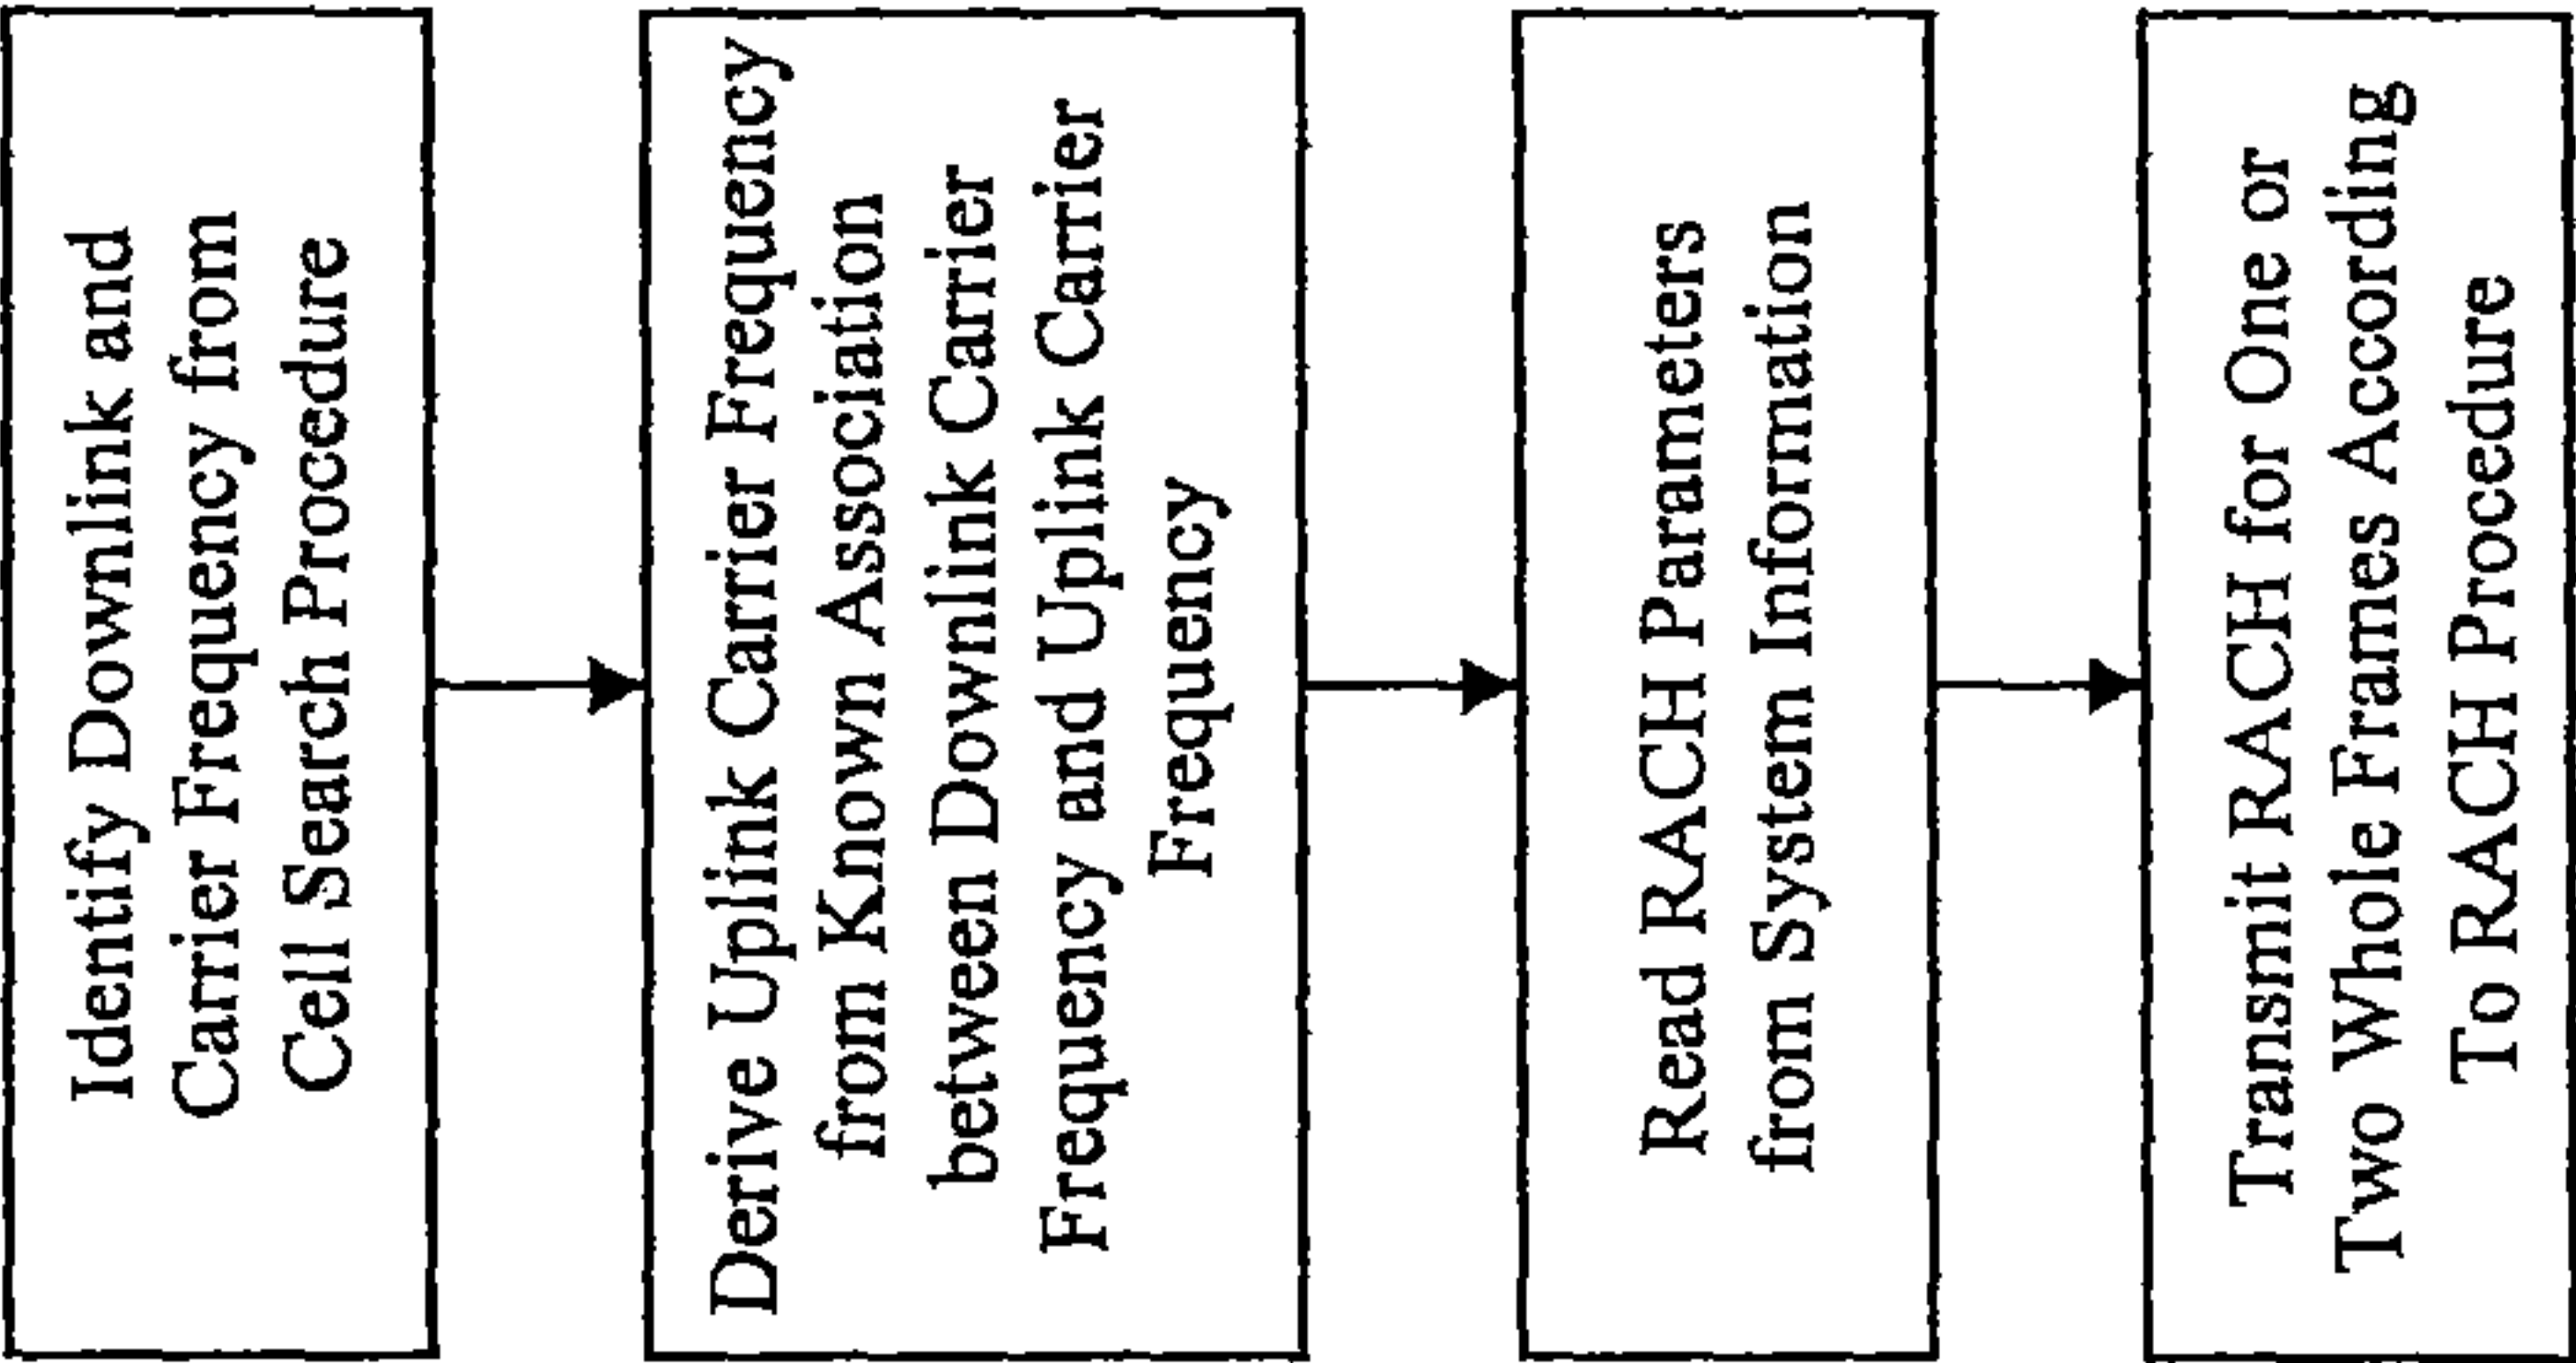 Identify Downlink and
Carrier Frequency from
Cell Search Procedure
Derive Uplink Carrier Frequency
from Known Association
between Downlink Carrier
Frequency and Uplink Carrier
Frequency
Read RACH Parameters
from System Information
Transmit RACH for One or
Two Whole Frames According
To RACH Procedure